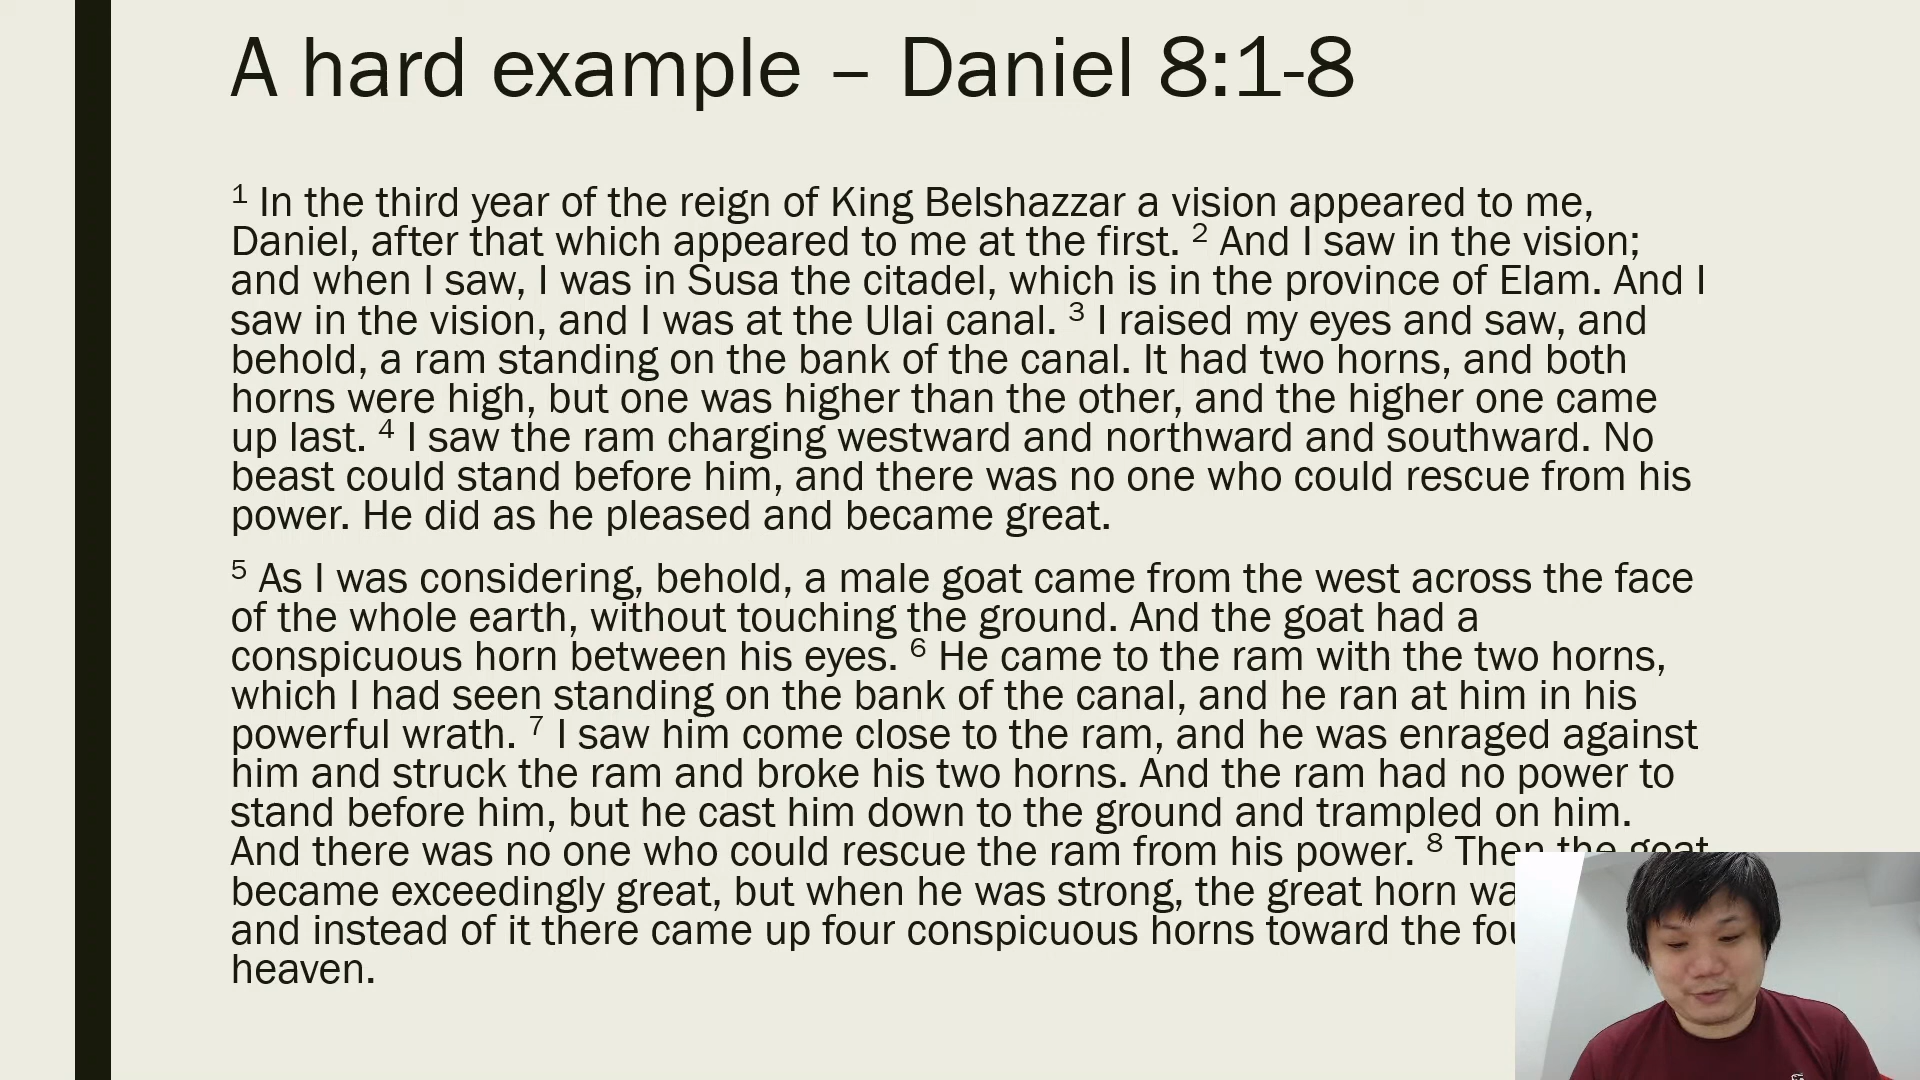 A hard example – Daniel 8:1-8
1 In the third year of the reign of King Belshazzar a vision appeared to me,
Daniel, after that which appeared to me at the first. 2 And I saw in the vision;
and when I saw, I was in Susa the citadel, which is in the province of Elam. And I
saw in the vision, and I was at the Ulai canal. 3 I raised my eyes and saw, and
behold, a ram standing on the bank of the canal. It had two horns, and both
horns were high, but one was higher than the other, and the higher one came
up last. 4 I saw the ram charging westward and northward and southward. No
beast could stand before him, and there was no one who could rescue from his
power. He did as he pleased and became great.
5 As I was considering, behold, a male goat came from the west across the face
of the whole earth, without touching the ground. And the goat had a
conspicuous horn between his eyes. 6 He came to the ram with the two horns,
which I had seen standing on the bank of the canal, and he ran at him in his
powerful wrath. 7 I saw him come close to the ram, and he was enraged against
him and struck the ram and broke his two horns. And the ram had no power to
stand before him, but he cast him down to the ground and trampled on him.
And there was no one who could rescue the ram from his power. 8 Then the goat
became exceedingly great, but when he was strong, the great horn
and instead of it there came up four conspicuous horns toward the
heaven.